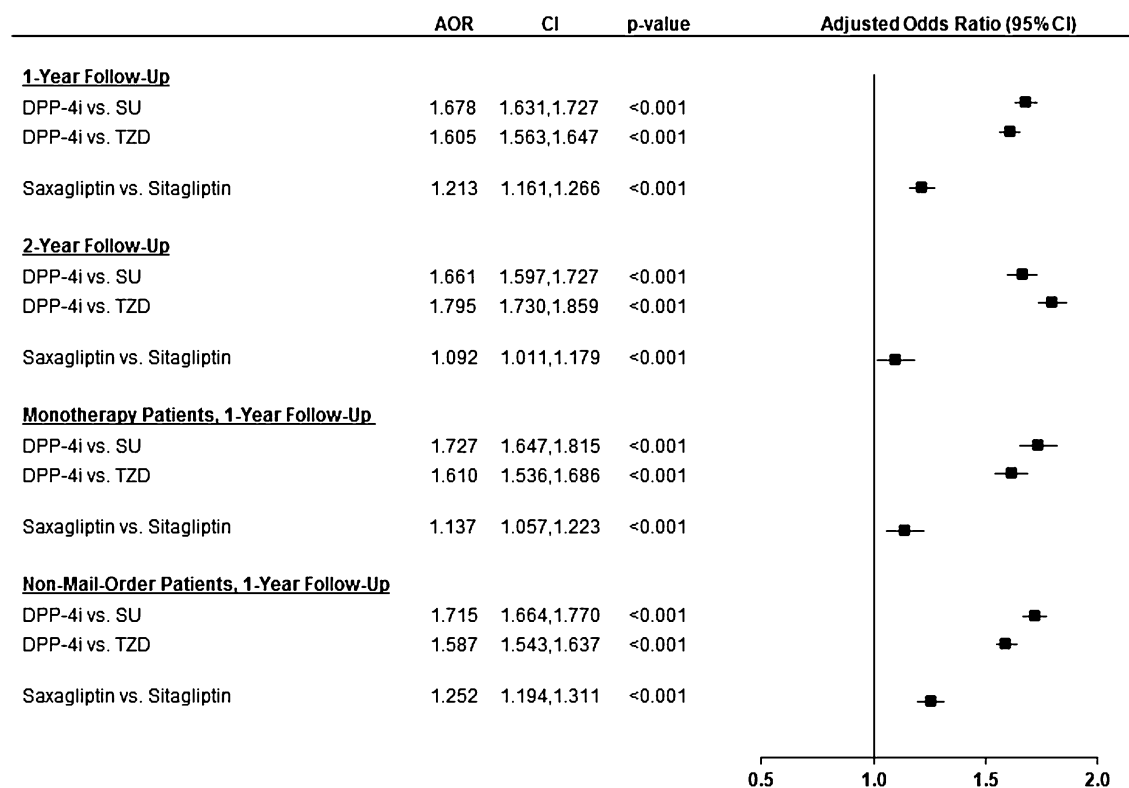 AOR CI p-value Adjusted Odds Ratio (95% CI)
1-Year Follow-Up
DPP-4i vs. SU 1.678 1.631,1.727 <0.001
DPP-4i vs. TZD 1.605 1.563,1.647 <0.001
Saxagliptin vs. Sitagliptin 1.213 1.161,1.266 <0.001
2-Year Follow-Up
DPP-4i vs. SU 1.661 1.597,1.727 <0.001
DPP-4i vs. TZD 1.795 1.730,1.859 <0.001
Saxagliptin vs. Sitagliptin 1.092 1.011,1.179 <0.001
Monotherapy Patients, 1-Year Follow-Up
DPP-4i vs. SU 1.727 1.647,1.815 <0.001
DPP-4i vs. TZD 1.610 1.536,1.686 <0.001
Saxagliptin vs. Sitagliptin 1.137 1.057,1.223 <0.001
Non-Mail-Order Patients, 1-Year Follow-Up
DPP-4i vs. SU 1.715 1.664,1.770 <0.001
DPP-4i vs. TZD 1.587 1.543,1.637 <0.001
Saxagliptin vs. Sitagliptin 1.252 1.194,1.311 <0.001
0.5 1.0 1.5 2.0